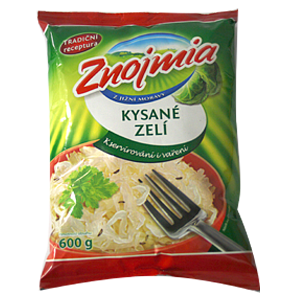 TRADIČNÍ
receptura
Znojmia
Z JIŽNÍ MORAVY
KYSANÉ
ZELÍ
K servírování i vaření
600 g